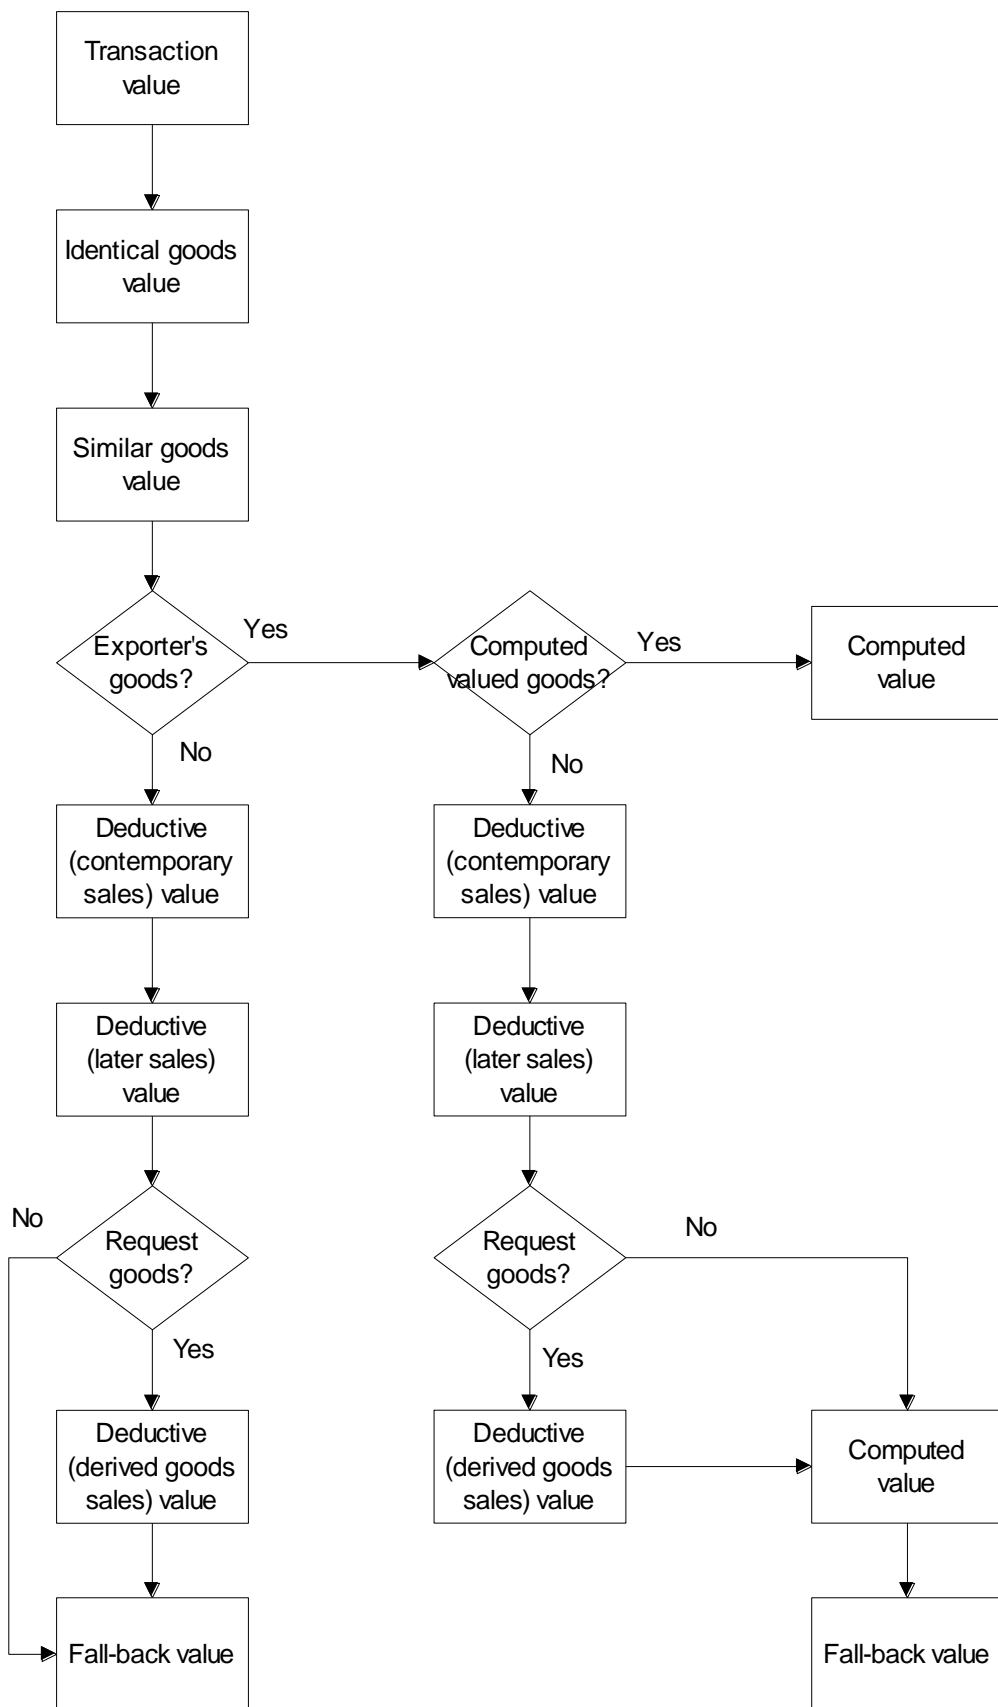 Transaction
value
Identical goods
value
Similar goods
value
Exporter's
goods?
Yes
Computed
valued goods?
Yes
Computed
value
No
No
Deductive
(contemporary
sales) value
Deductive
(contemporary
sales) value
Deductive
(later sales)
value
Deductive
(later sales)
value
No
Request
goods?
Request
goods?
No
Yes
Yes
Deductive
(derived goods
sales) value
Deductive
(derived goods
sales) value
Computed
value
Fall-back value
Fall-back value